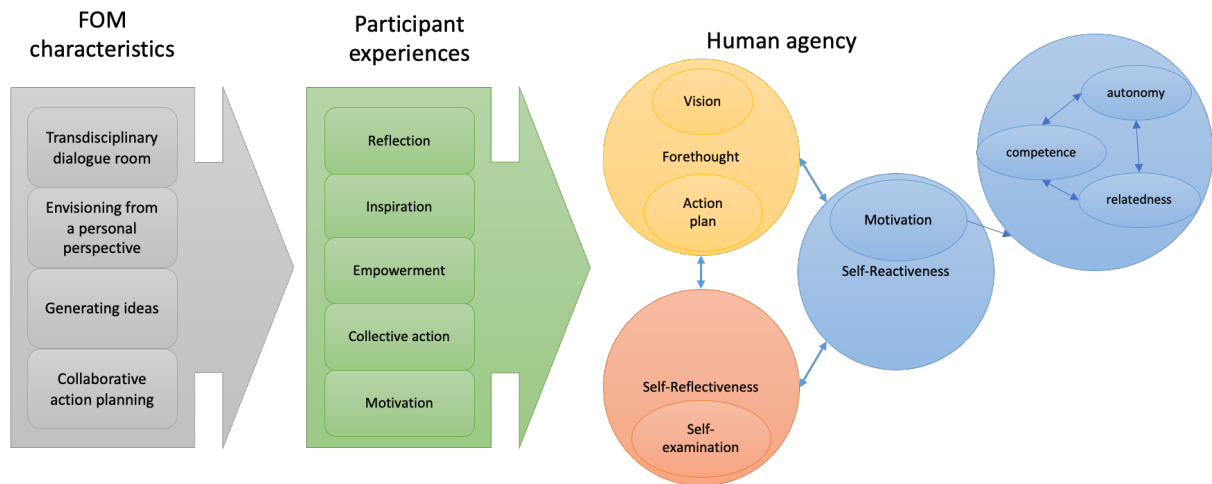 FOM
characteristics
Transdisciplinary
dialogue room
Envisioning from
a personal
perspective
Generating ideas
Collaborative
action planning
Participant
experiences
Reflection
Inspiration
Empowerment
Collective action
Motivation
Human agency
Vision
Forethought
Action
plan
Motivation
Self-Reactiveness
Self-Reflectiveness
Self-
examination
autonomy
competence
relatedness